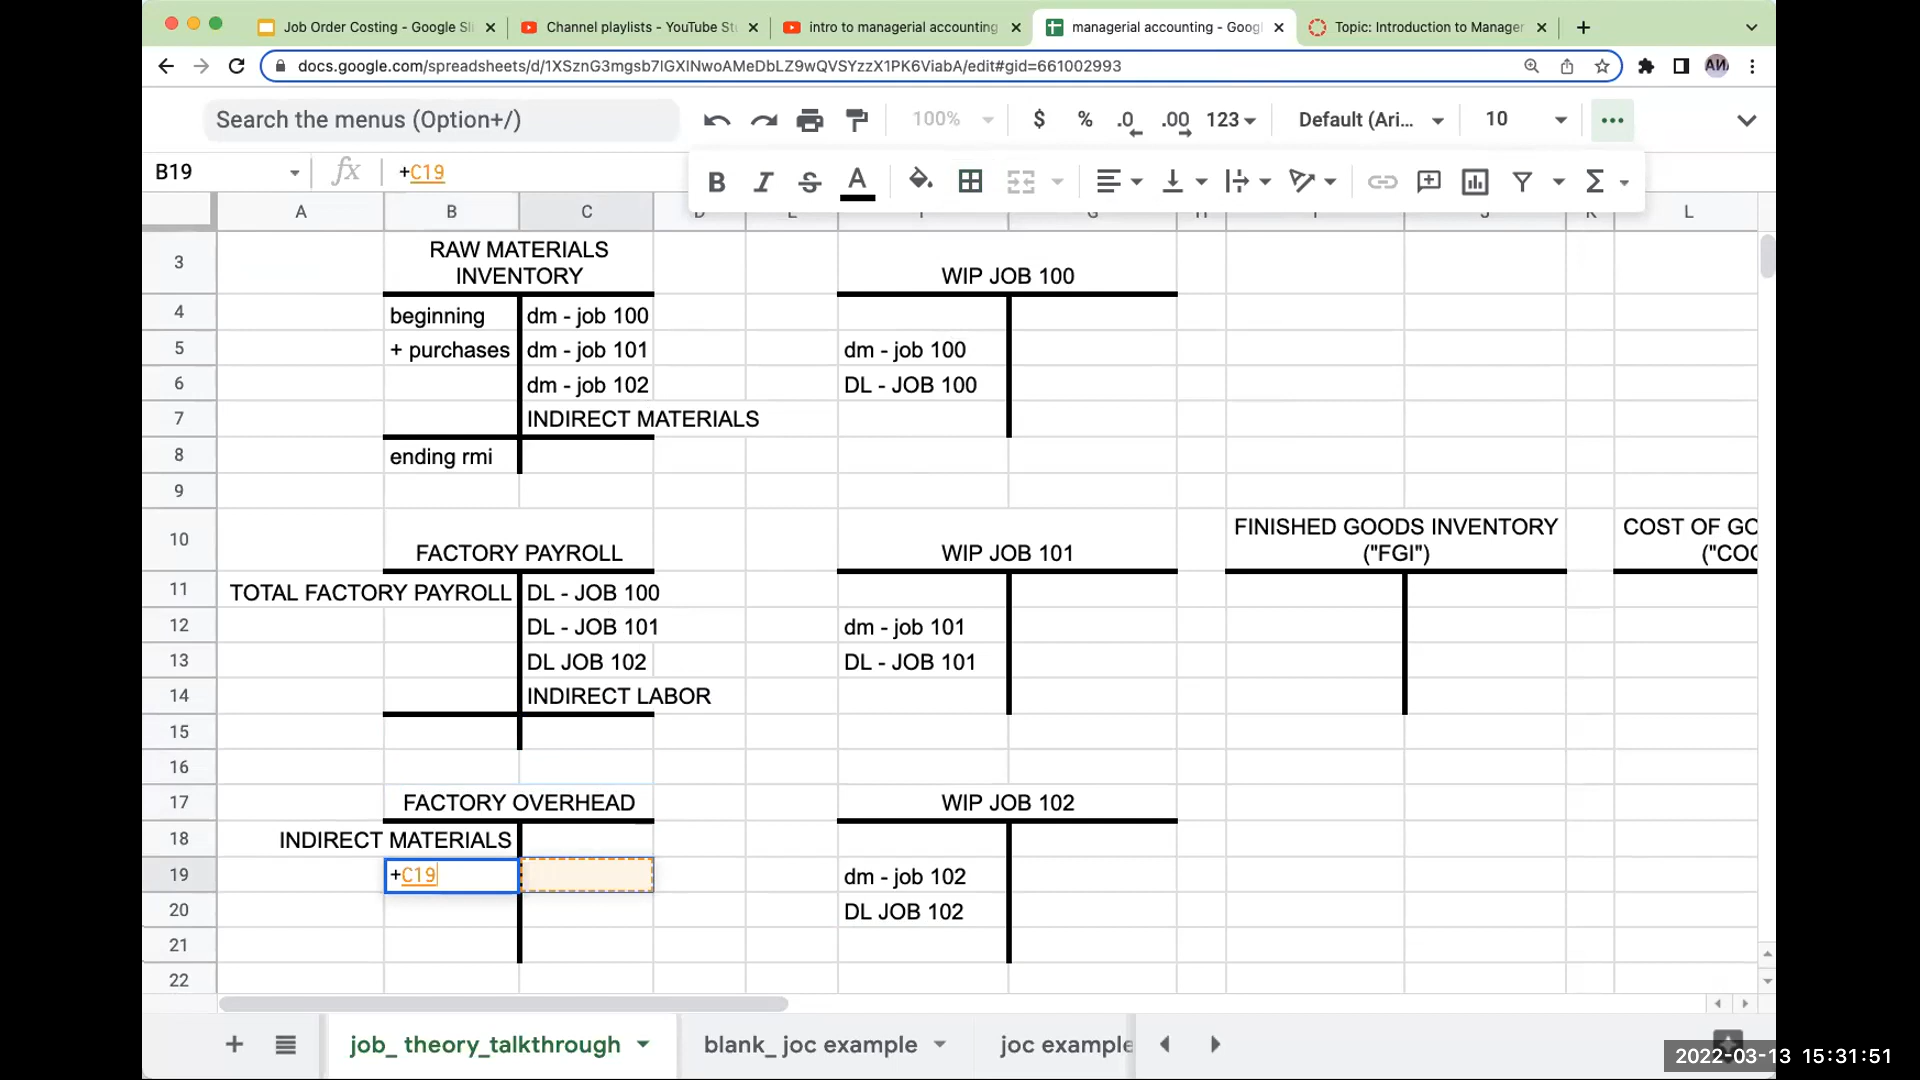 Job Order Costing - Google Sli
Channel playlists - YouTube Stu
intro to managerial accounting
managerial accounting - Googl
Topic: Introduction to Manager
docs.google.com/spreadsheets/d/1XSznG3mgsb7lGXINwoAMeDbLZ9wQVSYzzX1PK6ViabA/edit#gid=661002993
Search the menus (Option+/)
100%
$ % .0 .00 123
Default (Ari...
10
B19
fx
+C19
B I S A
A B C G L
3 RAW MATERIALS
INVENTORY
WIP JOB 100
4 beginning dm - job 100
5 + purchases dm - job 101 dm - job 100
6 dm - job 102 DL - JOB 100
7 INDIRECT MATERIALS
8 ending rmi
9
10 FACTORY PAYROLL WIP JOB 101
FINISHED GOODS INVENTORY
("FGI")
COST OF GO
("COG
11 TOTAL FACTORY PAYROLL DL - JOB 100
12 DL - JOB 101 dm - job 101
13 DL JOB 102 DL - JOB 101
14 INDIRECT LABOR
15
16
17 FACTORY OVERHEAD WIP JOB 102
18 INDIRECT MATERIALS
19 +C19 dm - job 102
20 DL JOB 102
21
22
job_ theory_talkthrough
blank_ joc example
joc example
2022-03-13 15:31:51